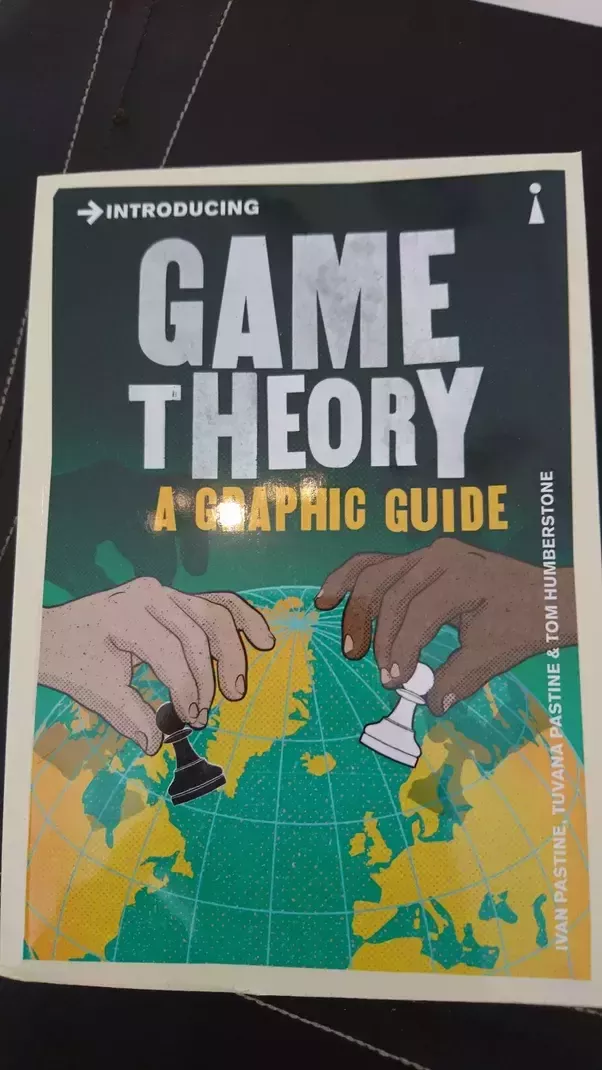 INTRODUCING
GAME
THEORY
A GRAPHIC GUIDE
IVAN PASTINE, TUVANA PASTINE & TOM HUMBERSTONE